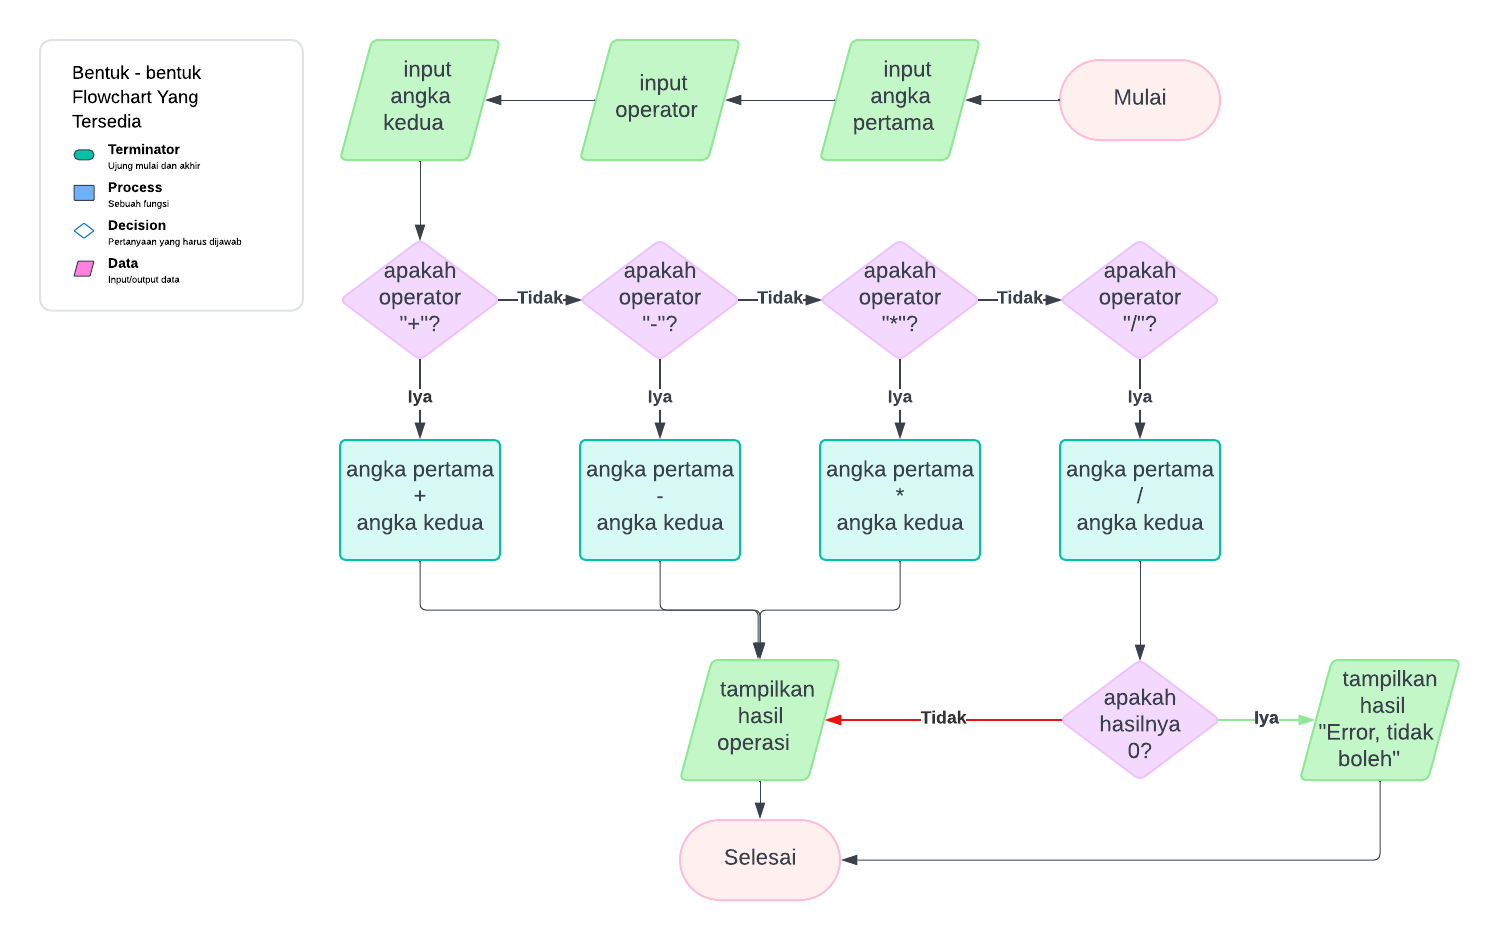 Bentuk - bentuk
Flowchart Yang
Tersedia
Terminator
Ujung mulai dan akhir
Process
Sebuah fungsi
Decision
Pertanyaan yang harus dijawab
Data
Input/output data
Mulai
input
angka
pertama
input
operator
input
angka
kedua
apakah
operator
"+"?
Tidak
apakah
operator
"-"?
Tidak
apakah
operator
"*"?
Tidak
apakah
operator
"/"?
Iya
Iya
Iya
Iya
angka pertama
+
angka kedua
angka pertama
-
angka kedua
angka pertama
*
angka kedua
angka pertama
/
angka kedua
tampilkan
hasil
operasi
Tidak
apakah
hasilnya
0?
Iya
tampilkan
hasil
"Error, tidak
boleh"
Selesai